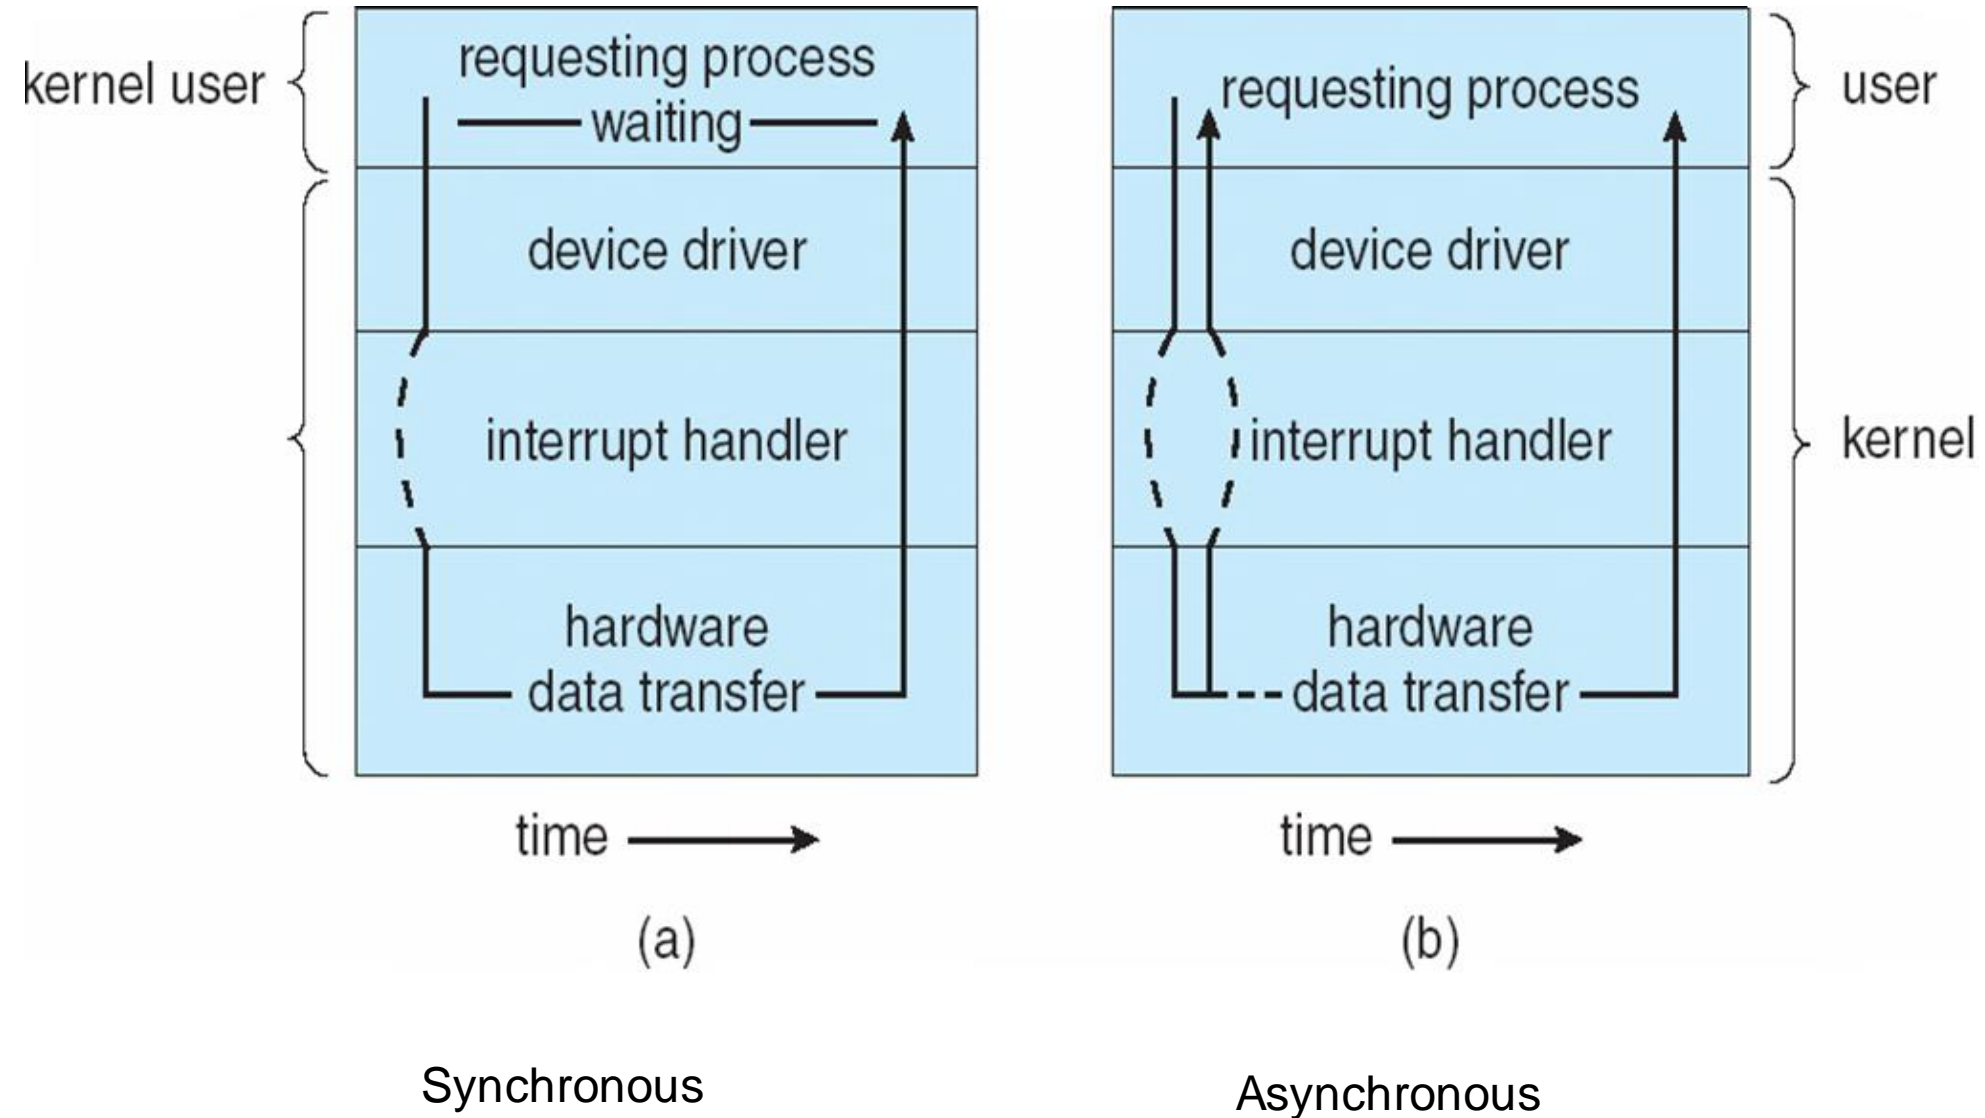 kernel user
requesting process
waiting
device driver
interrupt handler
hardware
data transfer
time
(a)
Synchronous
requesting process
user
device driver
interrupt handler
kernel
hardware
data transfer
time
(b)
Asynchronous